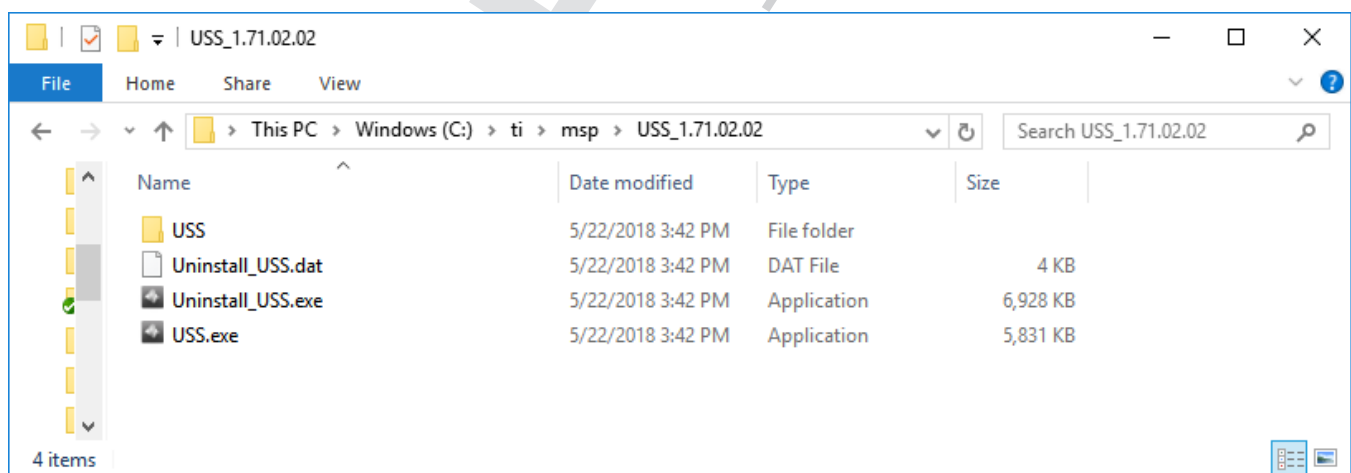 USS_1.71.02.02
File Home Share View
This PC > Windows (C:) > ti > msp > USS_1.71.02.02 Search USS_1.71.02.02
Name Date modified Type Size
USS 5/22/2018 3:42 PM File folder
Uninstall_USS.dat 5/22/2018 3:42 PM DAT File 4 KB
Uninstall_USS.exe 5/22/2018 3:42 PM Application 6,928 KB
USS.exe 5/22/2018 3:42 PM Application 5,831 KB
4 items